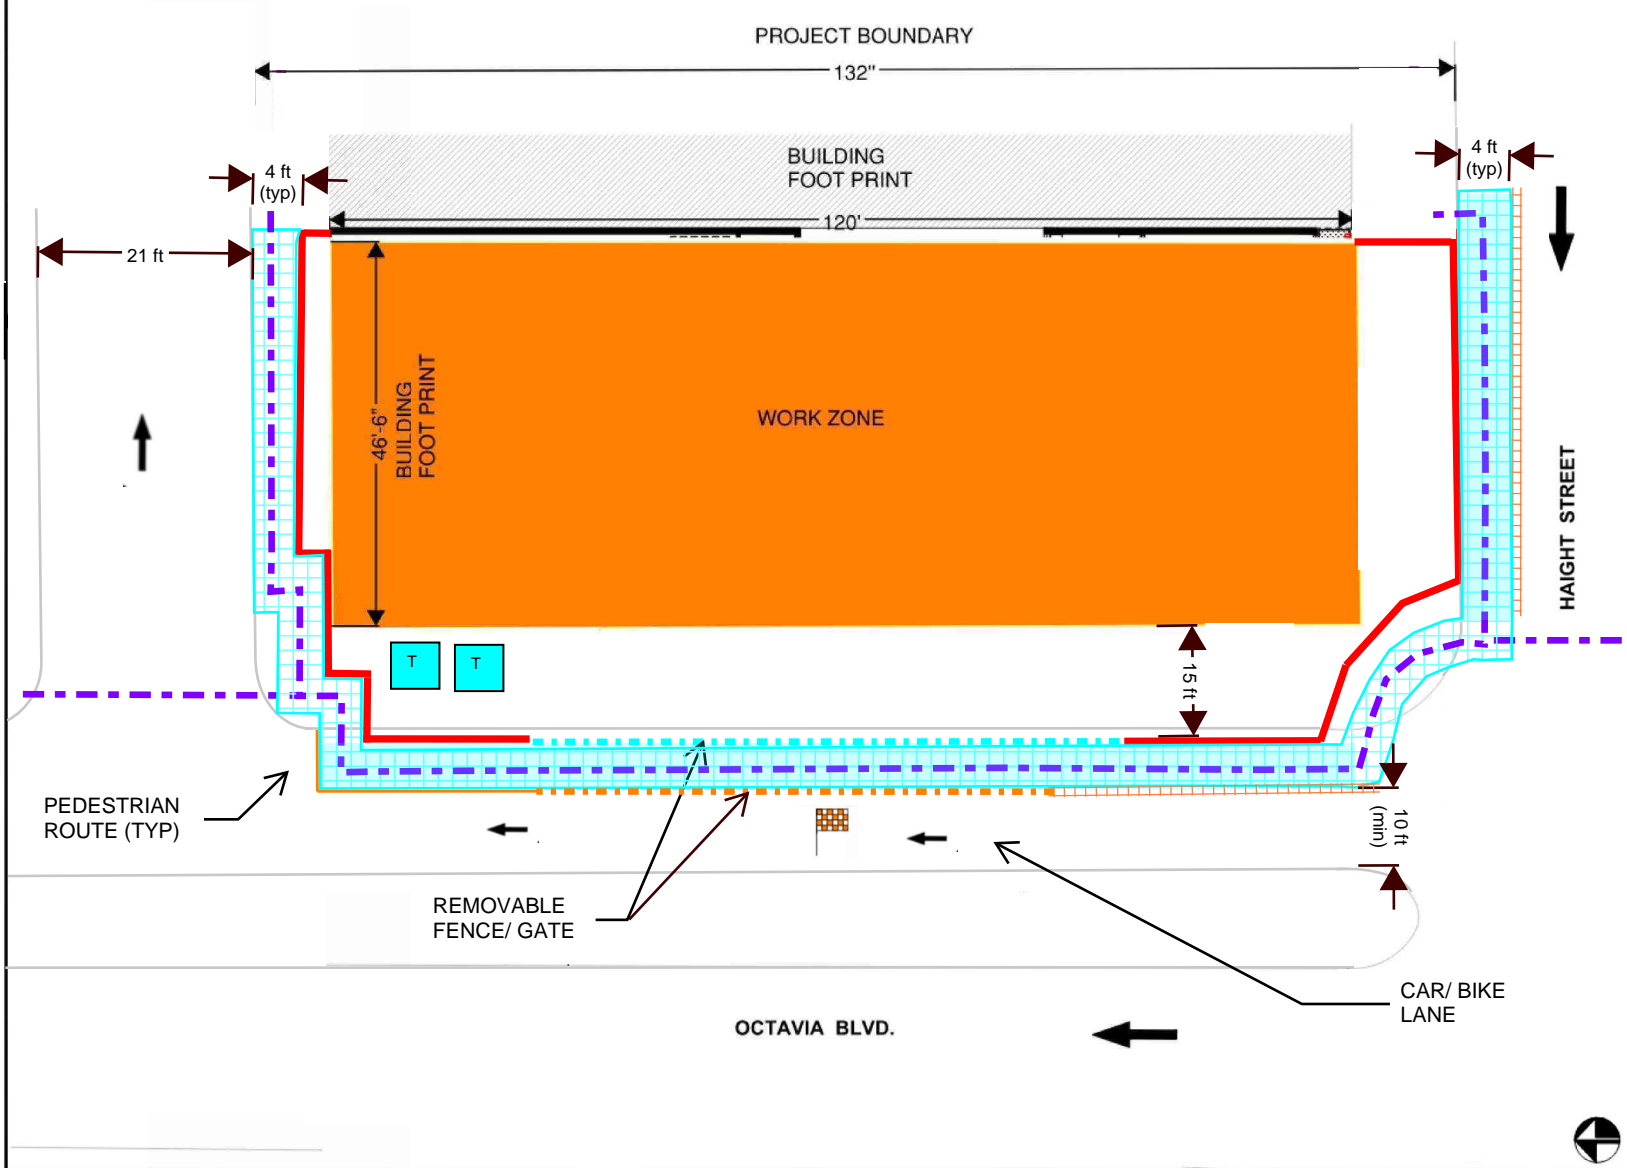 PROJECT BOUNDARY
132"
4 ft
(typ)
BUILDING
FOOT PRINT
4 ft
(typ)
120'
21 ft
46'-6"
BUILDING
FOOT PRINT
WORK ZONE
HAIGHT STREET
T
T
15 ft
PEDESTRIAN
ROUTE (TYP)
10 ft
(min)
REMOVABLE
FENCE/ GATE
CAR/ BIKE
LANE
OCTAVIA BLVD.